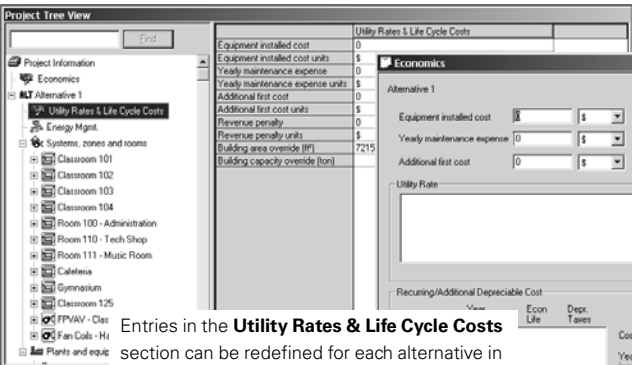 Project Tree View
Find
Project Information
Economics
ALT Alternative 1
Utility Rates & Life Cycle Costs
Energy Mgmt.
Systems, zones and rooms
Classroom 101
Classroom 102
Classroom 103
Classroom 104
Room 100 - Administration
Room 110 - Tech Shop
Room 111 - Music Room
Cafeteria
Gymnasium
Classroom 125
FPVAV - Clas
Fan Coils - Ha
Plants and equip
Utility Rates & Life Cycle Costs
Equipment installed cost 0
Equipment installed cost units $
Yearly maintenance expense 0
Yearly maintenance expense units $
Additional first cost 0
Additional first cost units $
Revenue penalty 0
Revenue penalty units $
Building area override (ft²) 7215
Building capacity override (ton)
Economics
Alternative 1
Equipment installed cost 0 $
Yearly maintenance expense 0 $
Additional first cost 0 $
Utility Rate
Recurring/Additional Depreciable Cost
Year Econ Life Depr. Taxes
Cos
Yea
Entries in the Utility Rates & Life Cycle Costs
section can be redefined for each alternative in